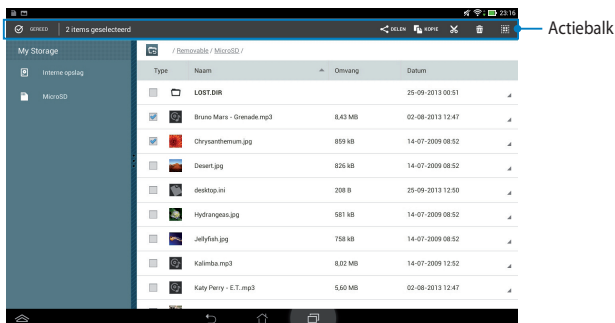 23:16
GEREED 2 items geselecteerd DELEN KOPIE
Actiebalk
My Storage
Interne opslag
MicroSD
/ Removable / MicroSD /
Type Naam Omvang Datum
LOST.DIR 25-09-2013 00:51
Bruno Mars - Grenade.mp3 8,43 MB 02-08-2013 12:47
Chrysanthemum.jpg 859 kB 14-07-2009 08:52
Desert.jpg 826 kB 14-07-2009 08:52
desktop.ini 208 B 25-09-2013 12:50
Hydrangeas.jpg 581 kB 14-07-2009 08:52
Jellyfish.jpg 758 kB 14-07-2009 08:52
Kalimba.mp3 8,02 MB 14-07-2009 12:52
Katy Perry - E.T..mp3 5,60 MB 02-08-2013 12:47